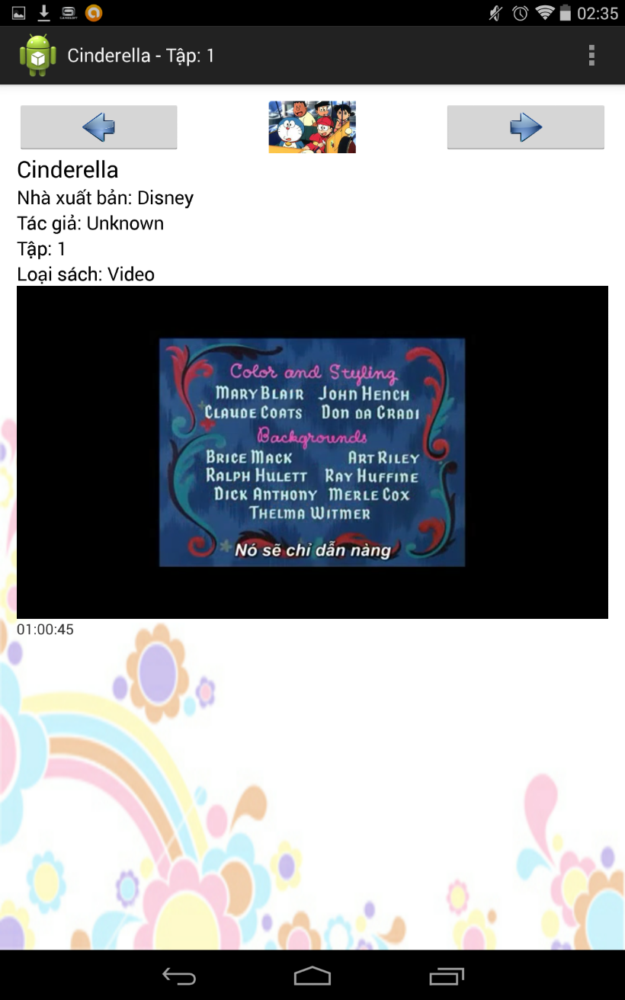 GAMELOFT
02:35
Cinderella - Tập: 1
Cinderella
Nhà xuất bản: Disney
Tác giả: Unknown
Tập: 1
Loại sách: Video
Color and Styling
MARY BLAIR JOHN HENCH
CLAUDE COATS DON DA GRADI
Backgrounds
BRICE MACK ART RILEY
RALPH HULETT RAY HUFFINE
DICK ANTHONY MERLE COX
THELMA WITMER
Nó sẽ chỉ dẫn nàng
01:00:45